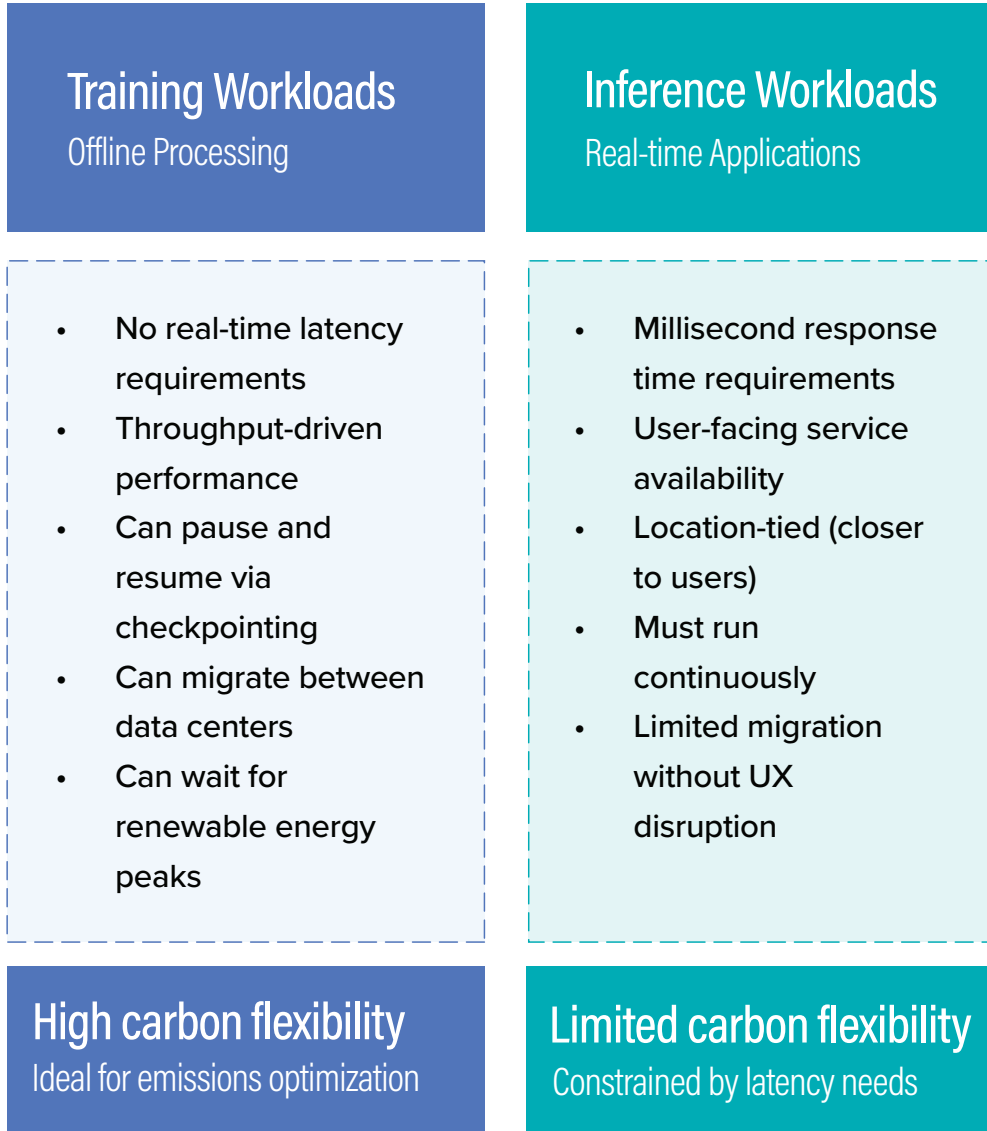 Training Workloads
Offline Processing
• No real-time latency
requirements
• Throughput-driven
performance
• Can pause and
resume via
checkpointing
• Can migrate between
data centers
• Can wait for
renewable energy
peaks
High carbon flexibility
Ideal for emissions optimization
Inference Workloads
Real-time Applications
• Millisecond response
time requirements
• User-facing service
availability
• Location-tied (closer
to users)
• Must run
continuously
• Limited migration
without UX
disruption
Limited carbon flexibility
Constrained by latency needs